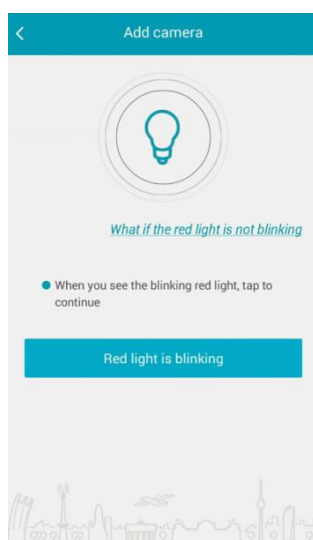 Add camera
What if the red light is not blinking
When you see the blinking red light, tap to
continue
Red light is blinking